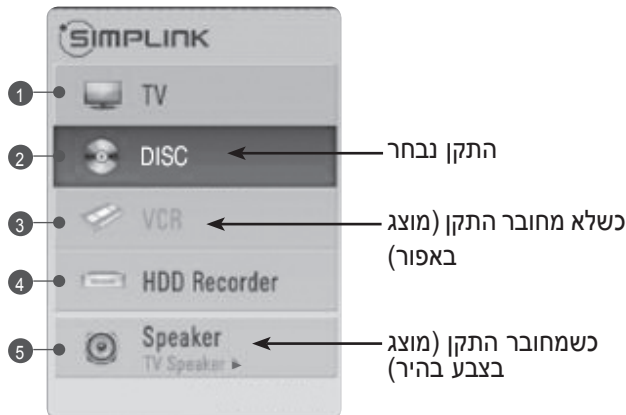 SIMPLINK
1 TV
2 DISC
התקן נבחר
3 VCR
כשלא מחובר התקן (מוצג
באפור)
4 HDD Recorder
5 Speaker
TV Speaker ►
כשמחובר התקן (מוצג
בצבע בהיר)